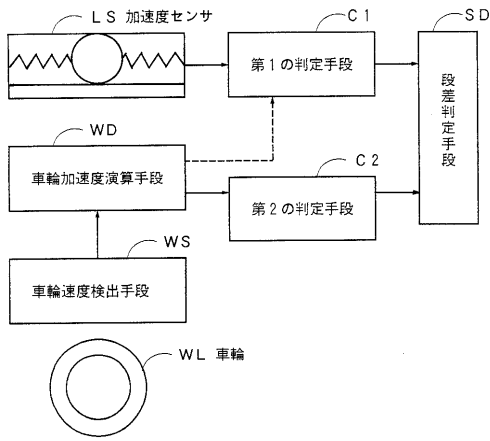 LS 加速度センサ
C1
SD
第1の判定手段
段差判定手段
WD
車輪加速度演算手段
C2
第2の判定手段
WS
車輪速度検出手段
WL 車輪